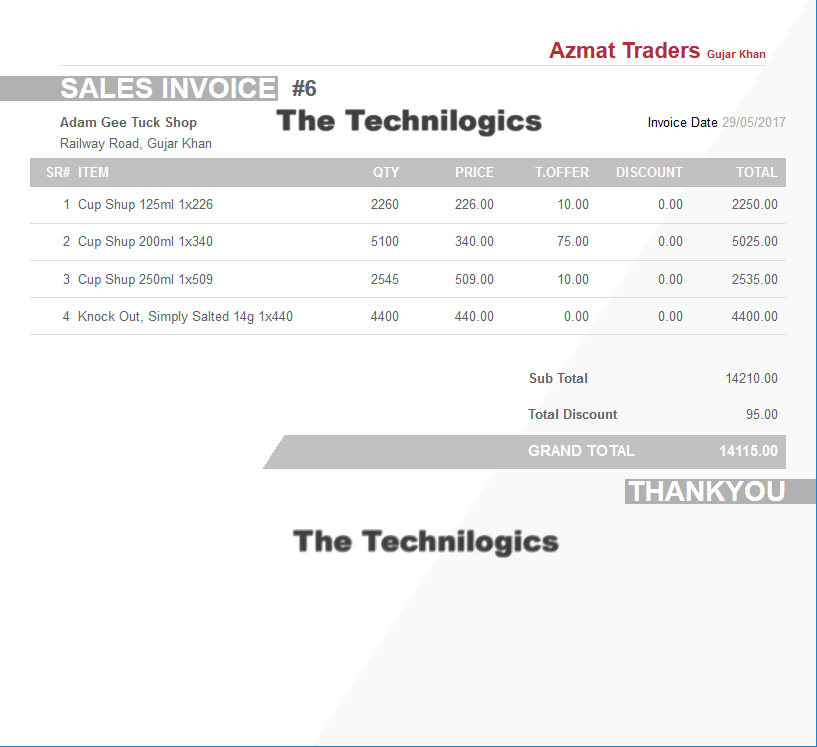 Azmat Traders Gujar Khan
SALES INVOICE #6
The Technilogics
Adam Gee Tuck Shop
Invoice Date 29/05/2017
Railway Road, Gujar Khan
SR# ITEM QTY PRICE T.OFFER DISCOUNT TOTAL
1 Cup Shup 125ml 1x226 2260 226.00 10.00 0.00 2250.00
2 Cup Shup 200ml 1x340 5100 340.00 75.00 0.00 5025.00
3 Cup Shup 250ml 1x509 2545 509.00 10.00 0.00 2535.00
4 Knock Out, Simply Salted 14g 1x440 4400 440.00 0.00 0.00 4400.00
Sub Total 14210.00
Total Discount 95.00
GRAND TOTAL 14115.00
THANKYOU
The Technilogics